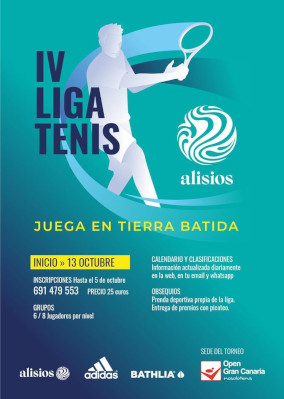 IV
LIGA
TENIS
alisios
JUEGA EN TIERRA BATIDA
INICIO » 13 OCTUBRE
INSCRIPCIONES Hasta el 5 de octubre
691 479 553 PRECIO 25 euros
GRUPOS
6 / 8 Jugadores por nivel
CALENDARIO Y CLASIFICACIONES
Información actualizada diariamente
en la web, en tu email y whatsapp
OBSEQUIOS
Prenda deportiva propia de la liga.
Entrega de premios con picoteo.
SEDE DEL TORNEO
alisios
adidas
BATHLIA
Open
Gran Canaria